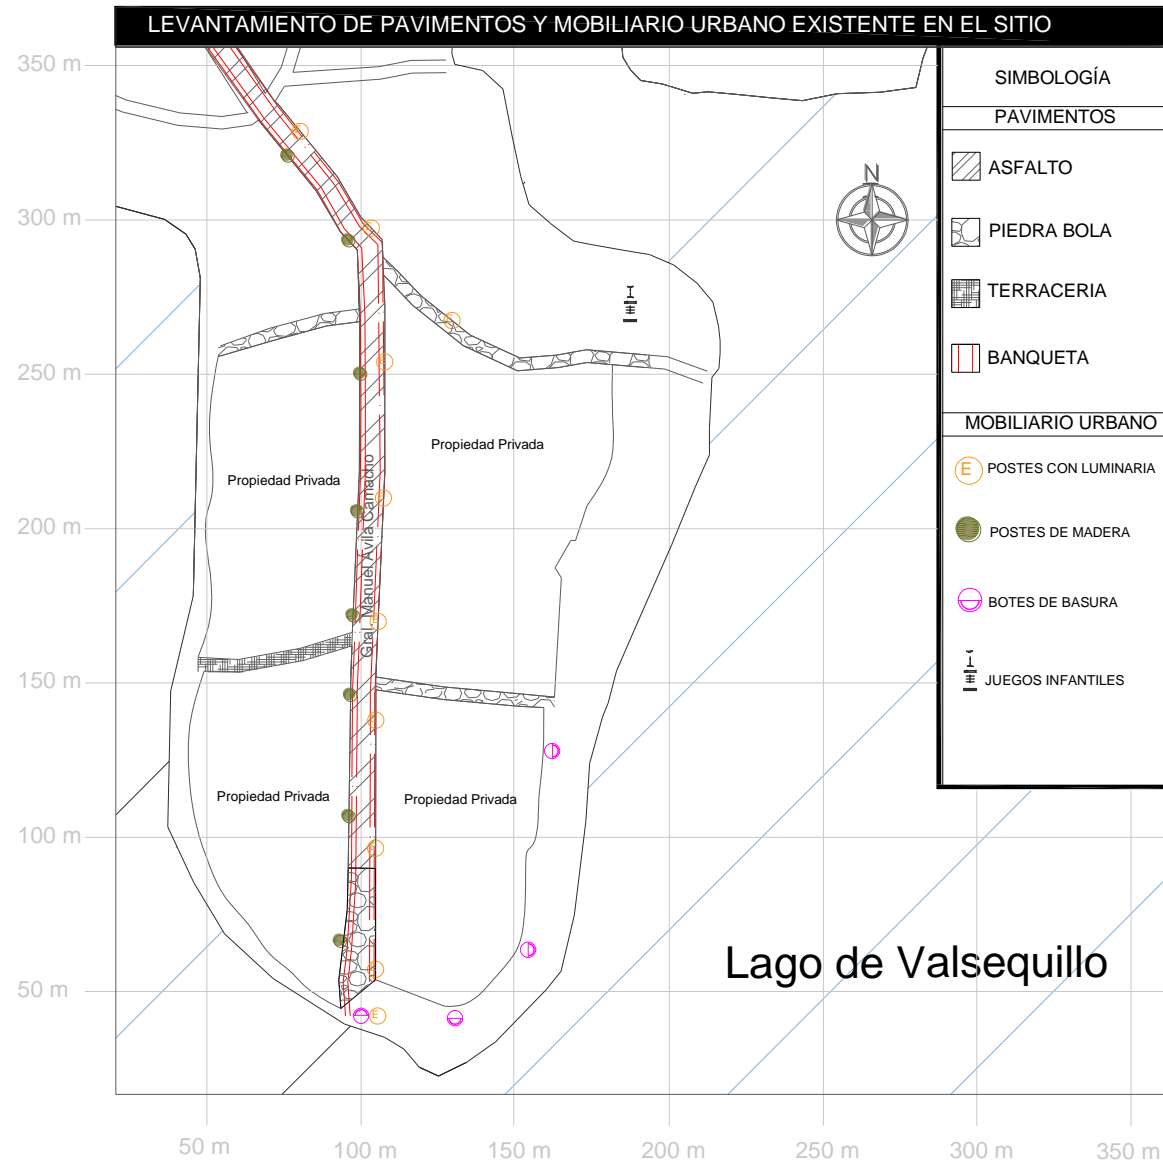 LEVANTAMIENTO DE PAVIMENTOS Y MOBILIARIO URBANO EXISTENTE EN EL SITIO
350 m
300 m
250 m
200 m
150 m
100 m
50 m
SIMBOLOGÍA
PAVIMENTOS
ASFALTO
PIEDRA BOLA
TERRACERIA
BANQUETA
MOBILIARIO URBANO
E POSTES CON LUMINARIA
POSTES DE MADERA
BOTES DE BASURA
JUEGOS INFANTILES
N
E
E
E
E
E
E
E
E
E
E
Propiedad Privada
Propiedad Privada
Gral. Manuel Avila Camacho
Propiedad Privada
Propiedad Privada
Lago de Valsequillo
50 m
100 m
150 m
200 m
250 m
300 m
350 m